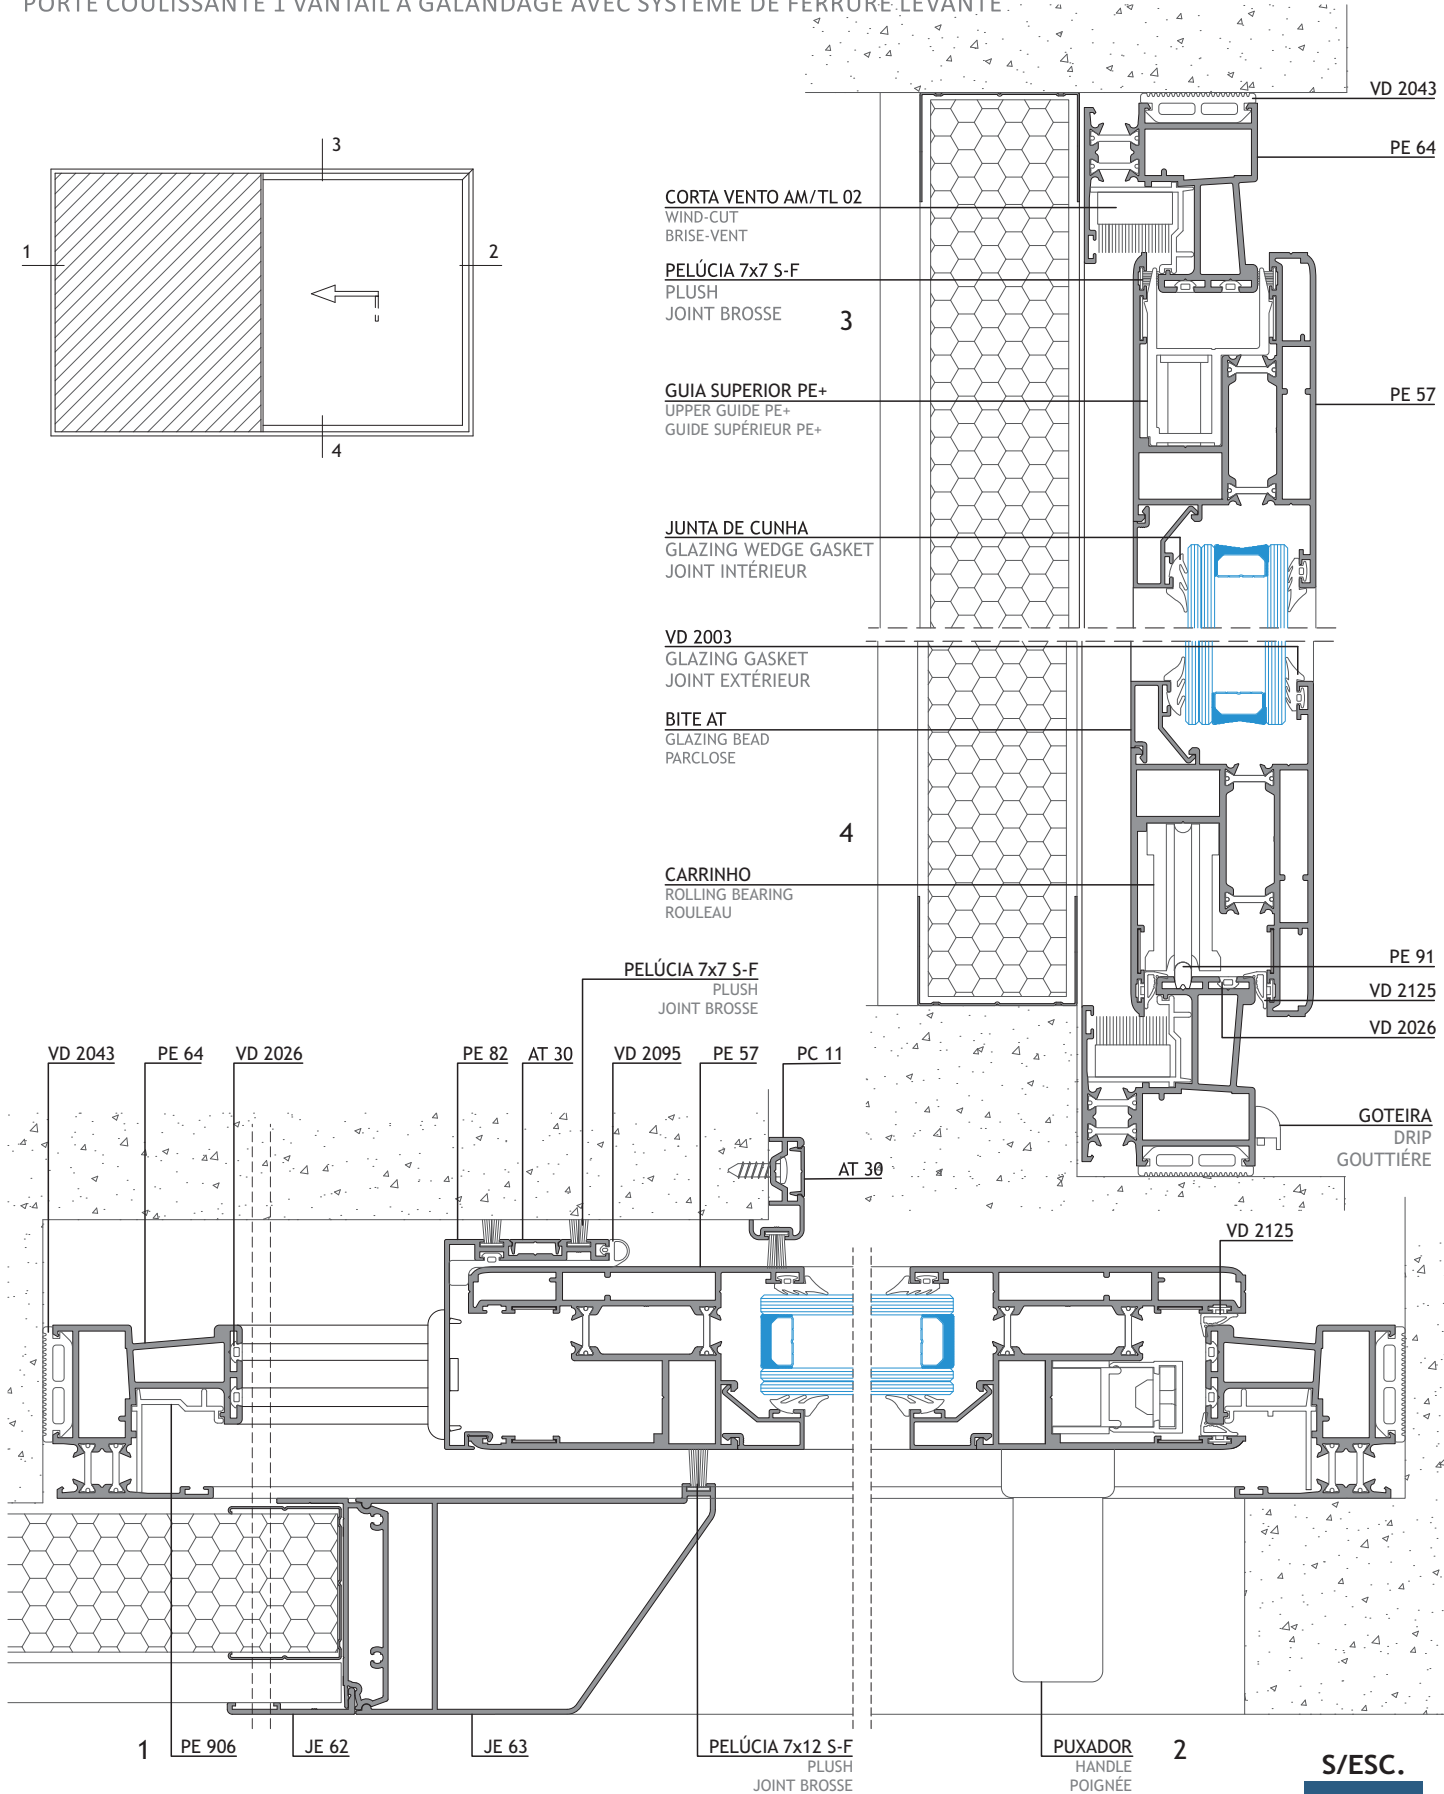 PORTE COULISSANTE 1 VANTAIL À GALANDAGE AVEC SYSTÈME DE FERRURE LEVANTE
3
1
2
4
VD 2043
PE 64
CORTA VENTO AM/TL 02
WIND-CUT
BRISE-VENT
PELÚCIA 7x7 S-F
PLUSH
JOINT BROSSE
3
GUIA SUPERIOR PE+
UPPER GUIDE PE+
GUIDE SUPÉRIEUR PE+
PE 57
JUNTA DE CUNHA
GLAZING WEDGE GASKET
JOINT INTÉRIEUR
VD 2003
GLAZING GASKET
JOINT EXTÉRIEUR
BITE AT
GLAZING BEAD
PARCLOSE
4
CARRINHO
ROLLING BEARING
ROULEAU
PE 91
VD 2125
VD 2026
GOTEIRA
DRIP
GOUTTIÉRE
PELÚCIA 7x7 S-F
PLUSH
JOINT BROSSE
VD 2043
PE 64
VD 2026
PE 82
AT 30
VD 2095
PE 57
PC 11
AT 30
VD 2125
1
PE 906
JE 62
JE 63
PELÚCIA 7x12 S-F
PLUSH
JOINT BROSSE
PUXADOR
HANDLE
POIGNÉE
2
S/ESC.